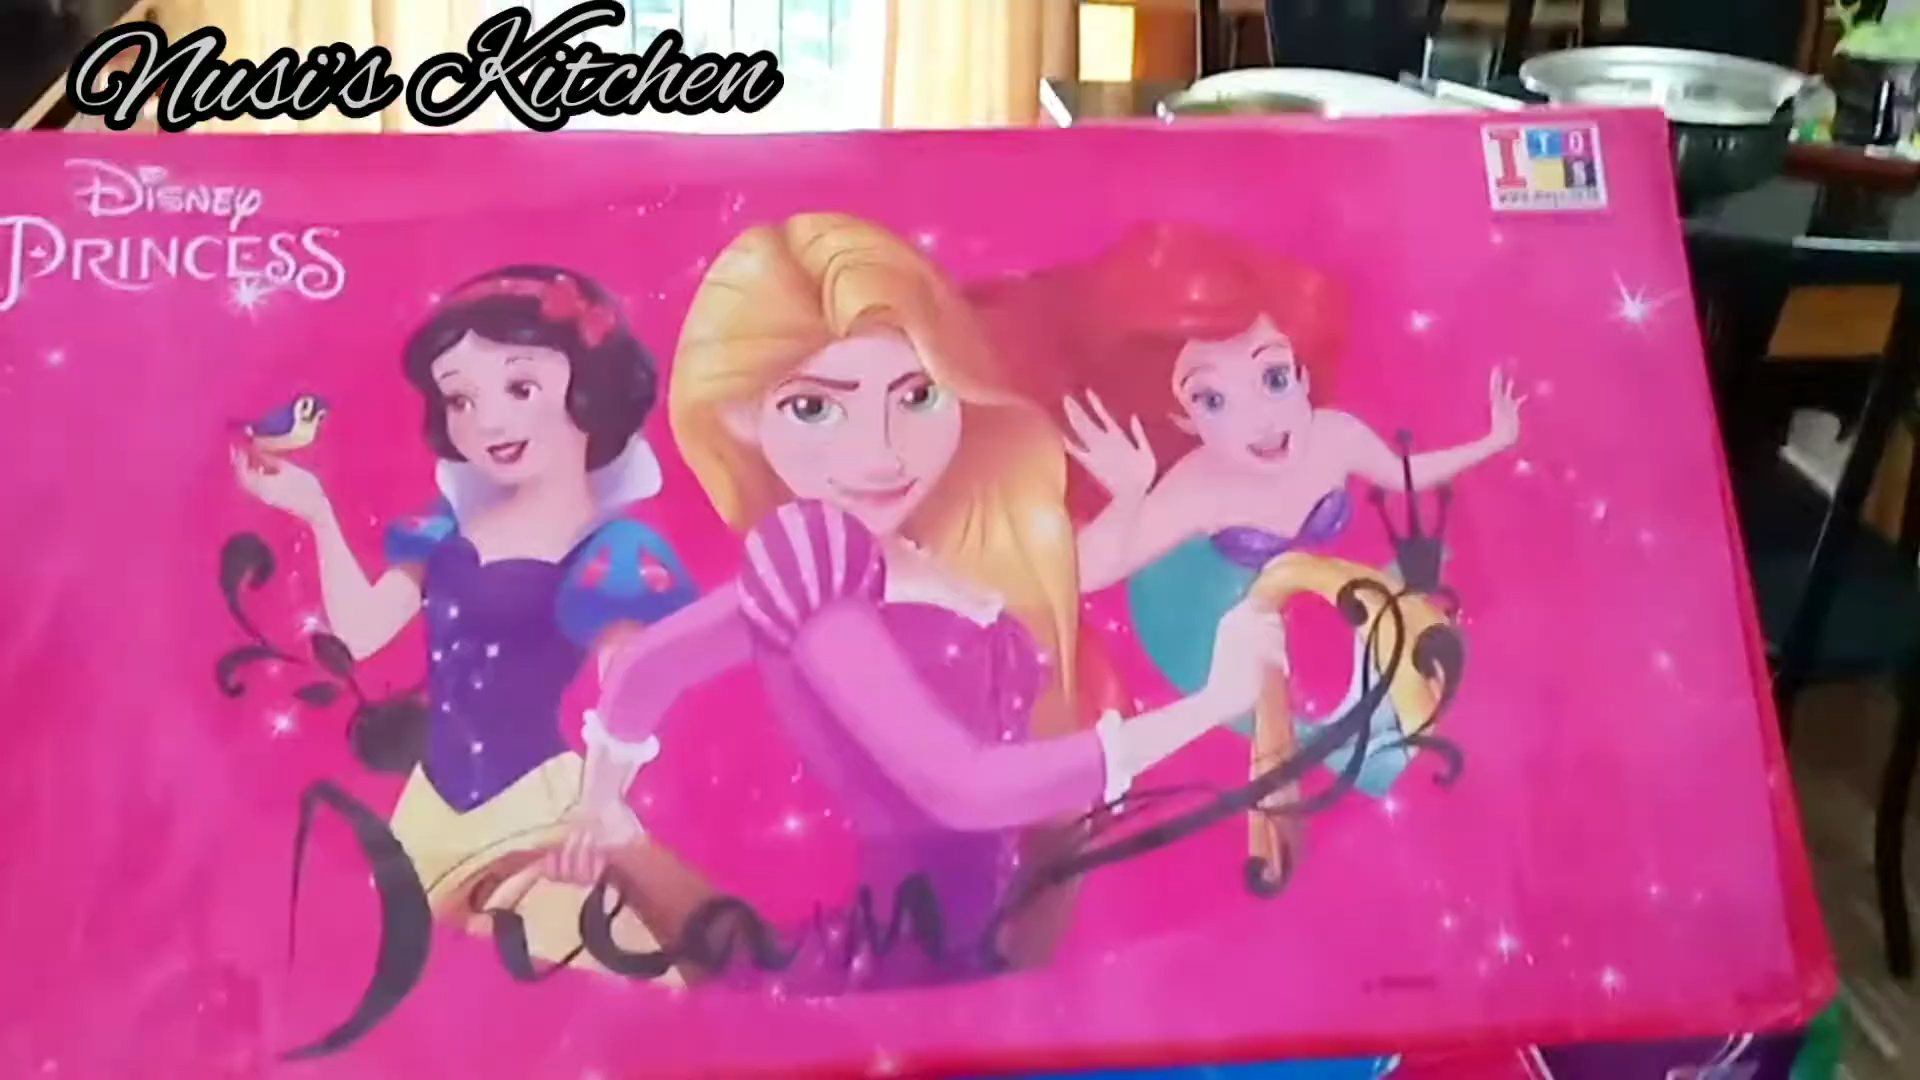 Nusi's Kitchen
DISNEY
PRINCESS
I T O S
Dream